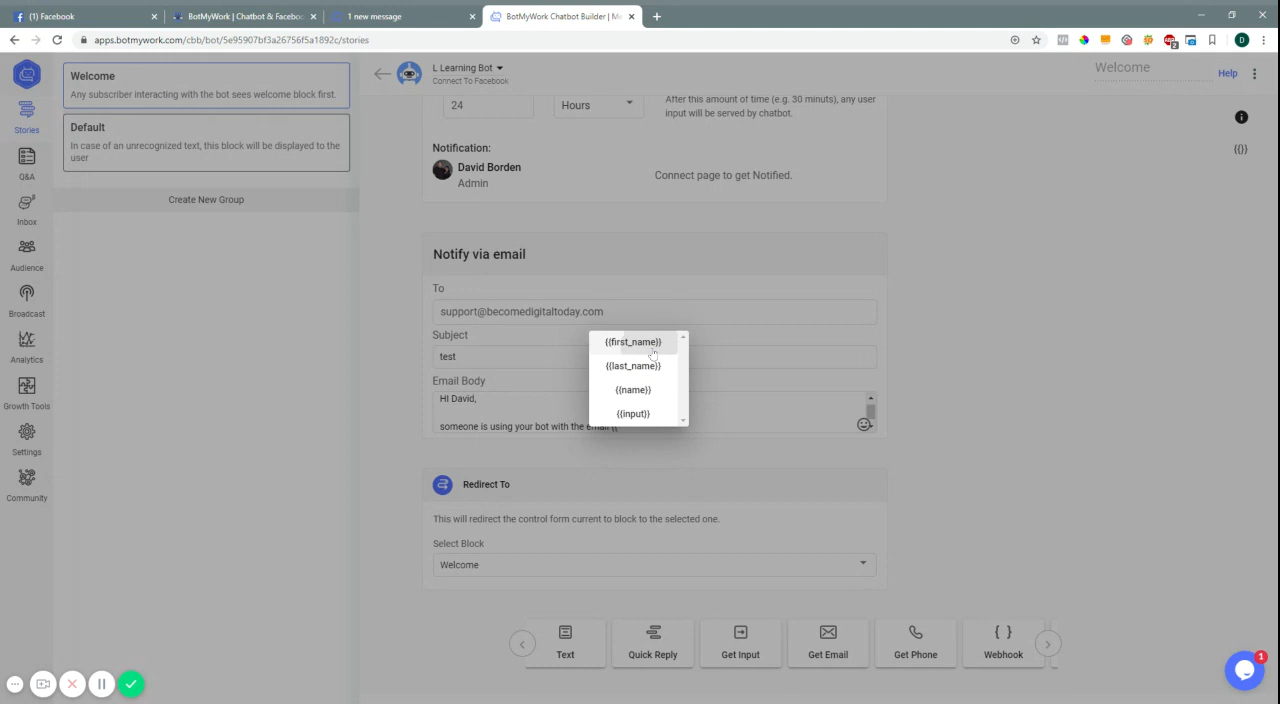 (1) Facebook
BotMyWork | Chatbot & Faceboo
1 new message
BotMyWork Chatbot Builder | Me
apps.botmywork.com/cbb/bot/5e95907bf3a26756f5a1892c/stories
2
D
Stories
Q&A
Inbox
Audience
Broadcast
Analytics
Growth Tools
Settings
Community
Welcome
Any subscriber interacting with the bot sees welcome block first.
Default
In case of an unrecognized text, this block will be displayed to the
user
Create New Group
L Learning Bot
Connect To Facebook
Welcome
Help
{{}}
24
Hours
After this amount of time (e.g. 30 minuts), any user
input will be served by chatbot.
Notification:
David Borden
Admin
Connect page to get Notified.
Notify via email
To
support@becomedigitaltoday.com
Subject
test
Email Body
HI David,
someone is using your bot with the email {{
{{first_name}}
{{last_name}}
{{name}}
{{input}}
Redirect To
This will redirect the control form current to block to the selected one.
Select Block
Welcome
Text
Quick Reply
Get Input
Get Email
Get Phone
{ }
Webhook
1